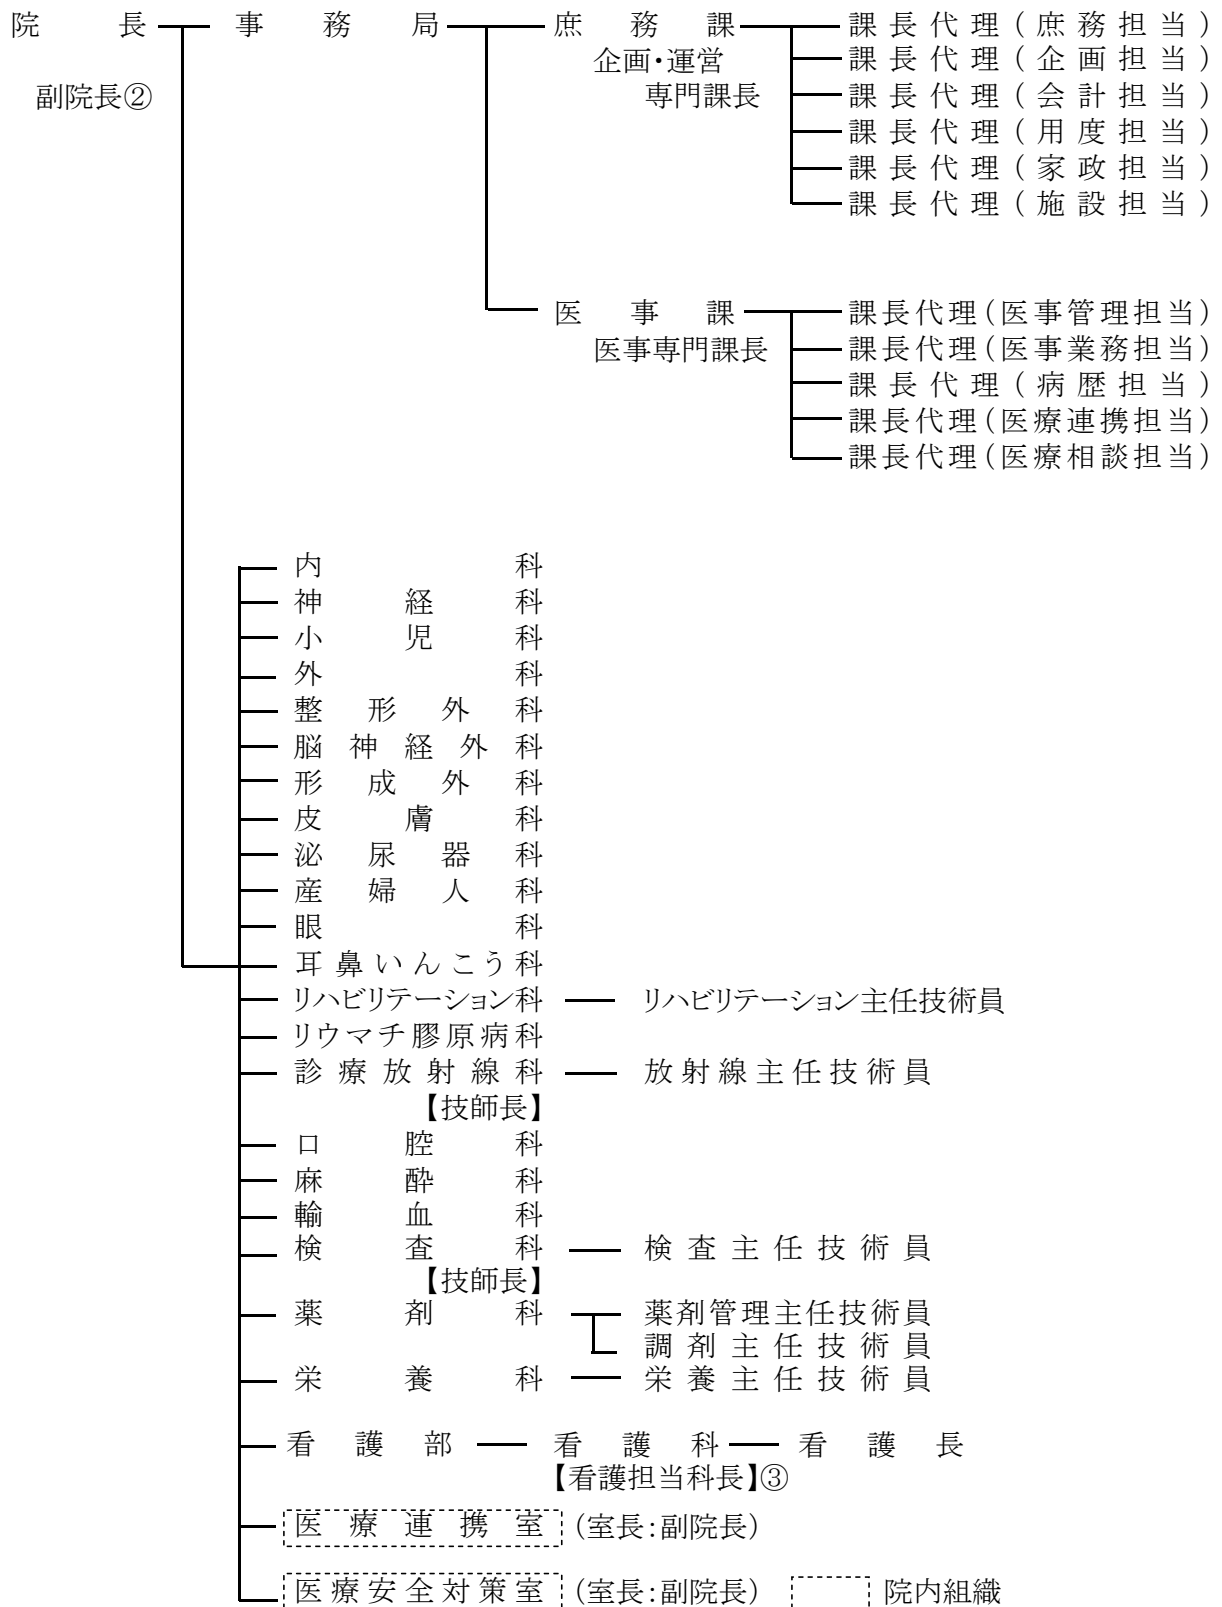 院長 事務局 庶務課 課長代理(庶務担当)
企画・運営 課長代理(企画担当)
副院長② 専門課長 課長代理(会計担当)
課長代理(用度担当)
課長代理(家政担当)
課長代理(施設担当)
医事課 課長代理(医事管理担当)
医事専門課長 課長代理(医事業務担当)
課長代理(病歴担当)
課長代理(医療連携担当)
課長代理(医療相談担当)
内科
神経科
小児科
外科
整形外科
脳神経外科
形成外科
皮膚科
泌尿器科
産婦人科
眼科
耳鼻いんこう科
リハビリテーション科 リハビリテーション主任技術員
リウマチ膠原病科
診療放射線科 放射線主任技術員
【技師長】
口腔科
麻酔科
輸血科
検査科 検査主任技術員
【技師長】
薬剤科 薬剤管理主任技術員
調剤主任技術員
栄養科 栄養主任技術員
看護部 看護科 看護長
【看護担当科長】③
医療連携室 (室長:副院長)
医療安全対策室 (室長:副院長) 院内組織